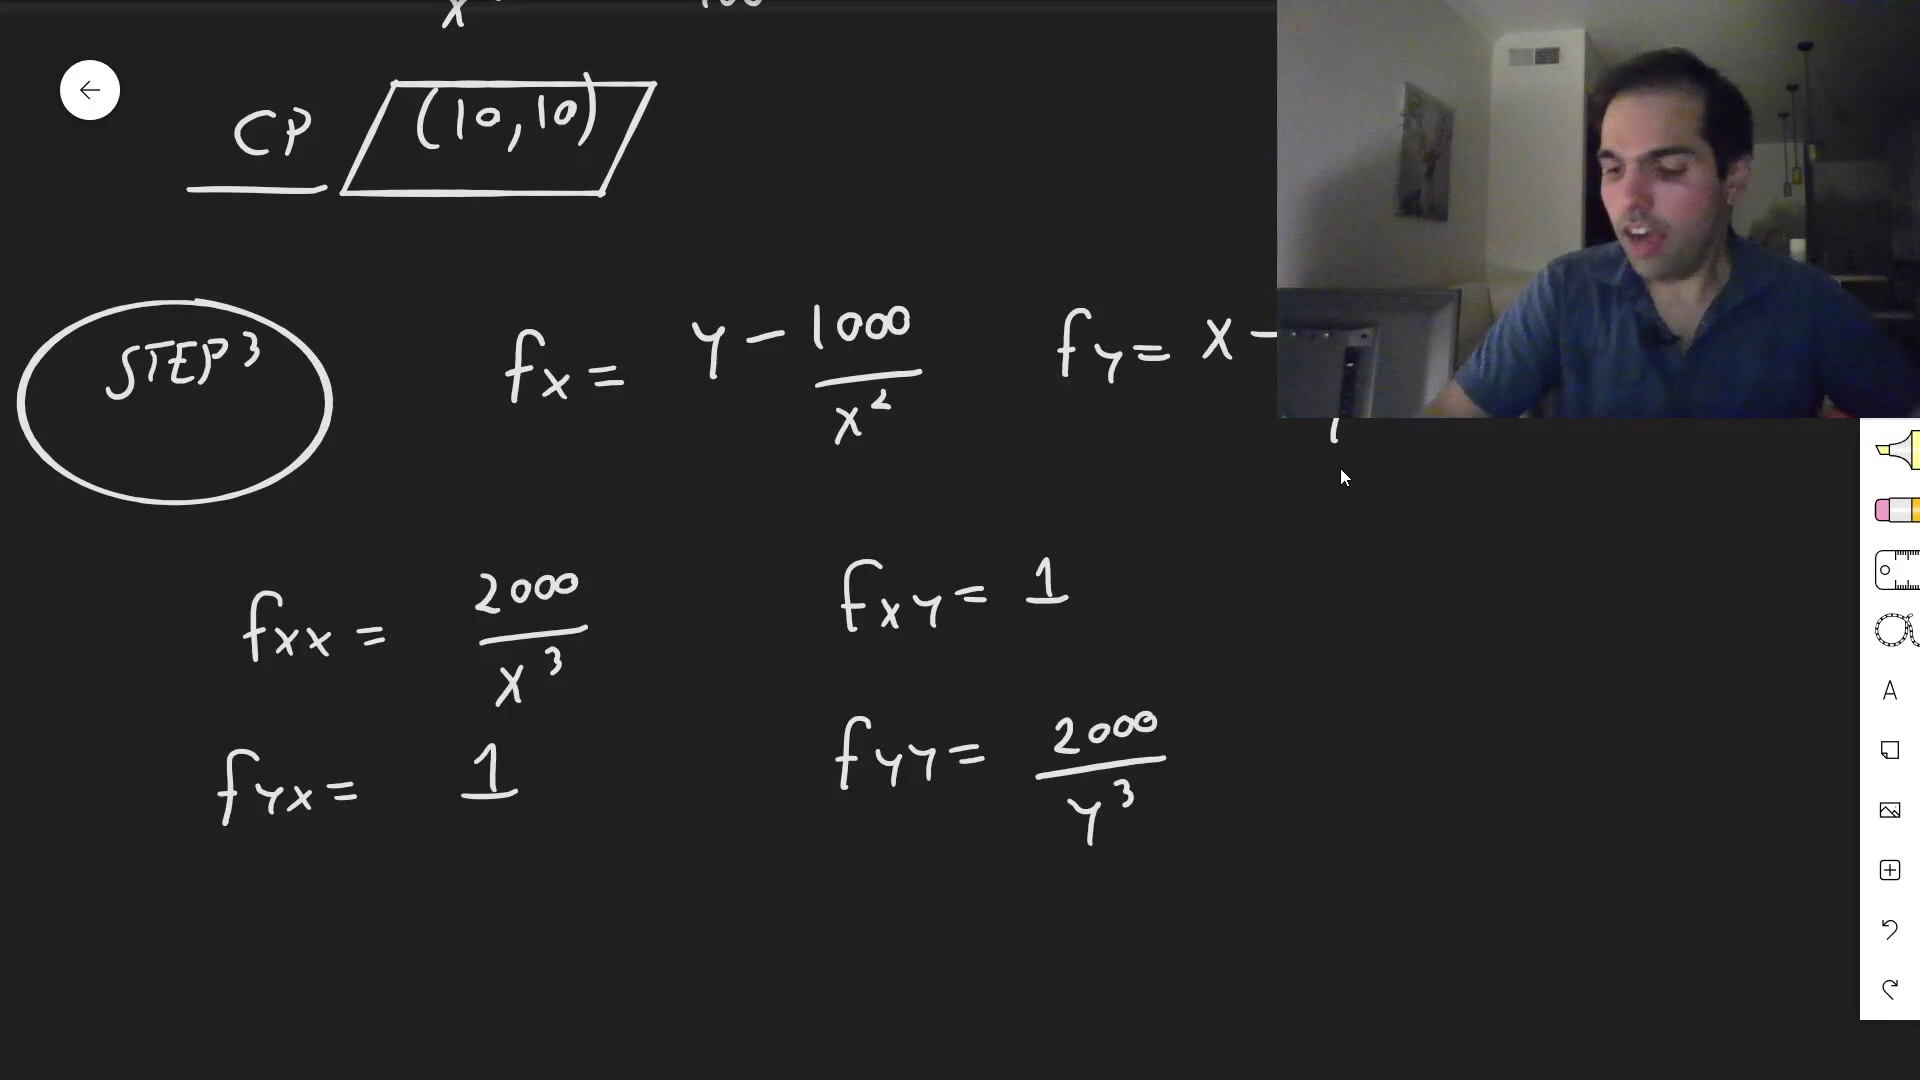 CP (10,10)
STEP 3
fx = y - 1000/x²
fy = x -
fxx = 2000/x³
fxy = 1
fyx = 1
fyy = 2000/y³
A